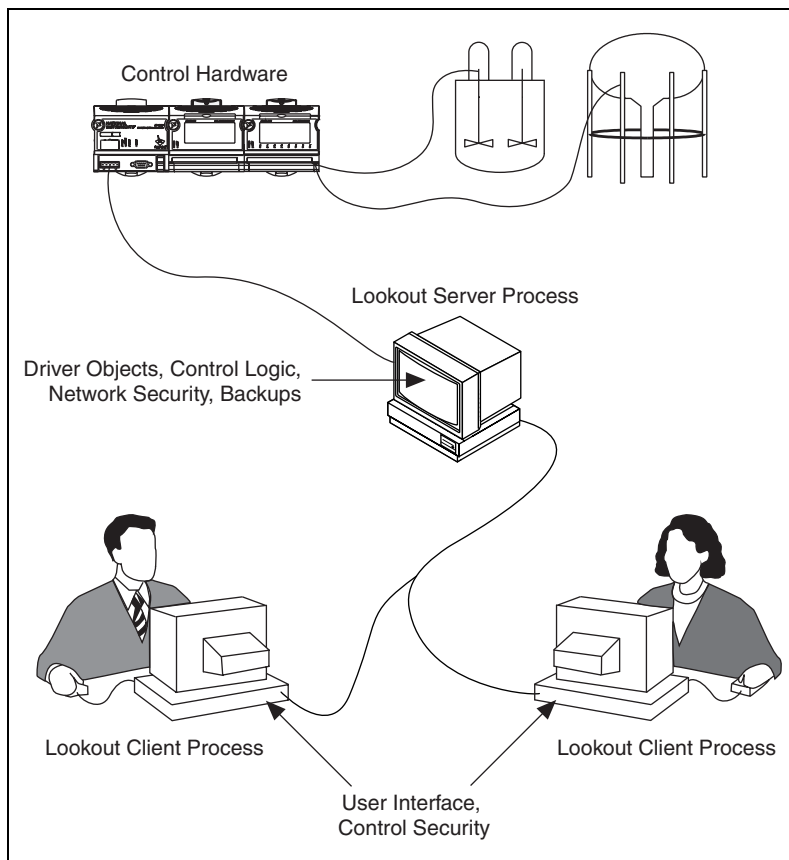 Control Hardware
Lookout Server Process
Driver Objects, Control Logic,
Network Security, Backups
Lookout Client Process
Lookout Client Process
User Interface,
Control Security